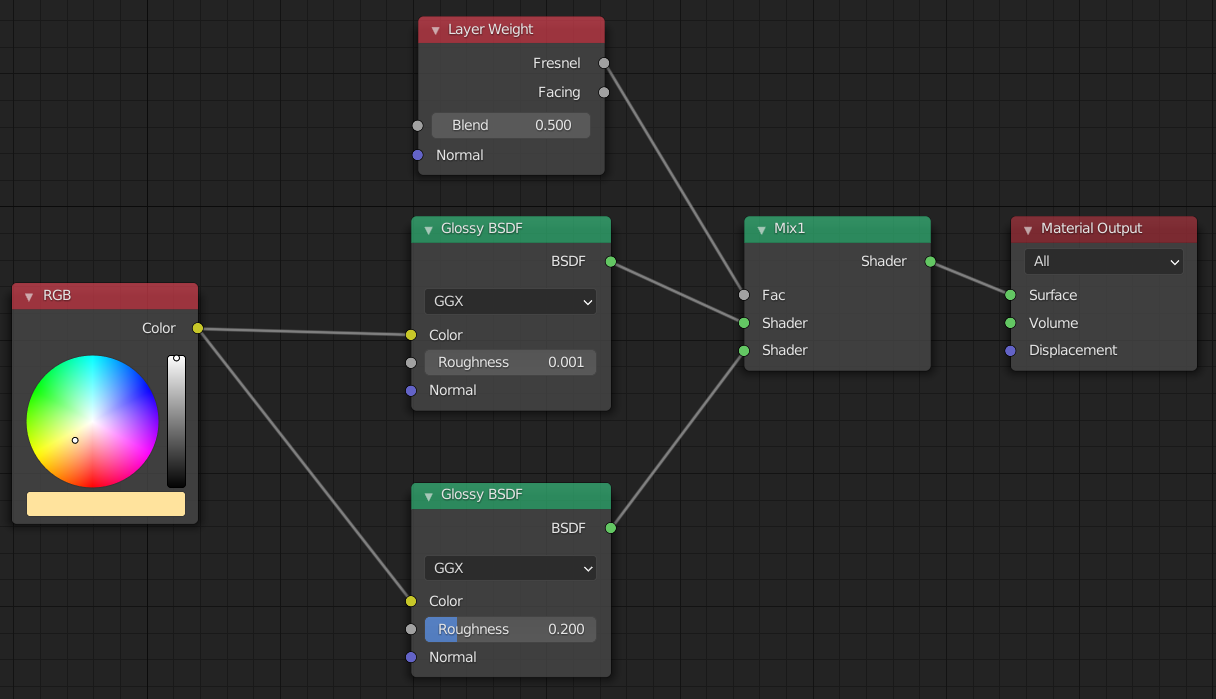 Layer Weight
Fresnel
Facing
Blend 0.500
Normal
RGB
Color
Glossy BSDF
BSDF
GGX
Color
Roughness 0.001
Normal
Glossy BSDF
BSDF
GGX
Color
Roughness 0.200
Normal
Mix1
Shader
Fac
Shader
Shader
Material Output
All
Surface
Volume
Displacement